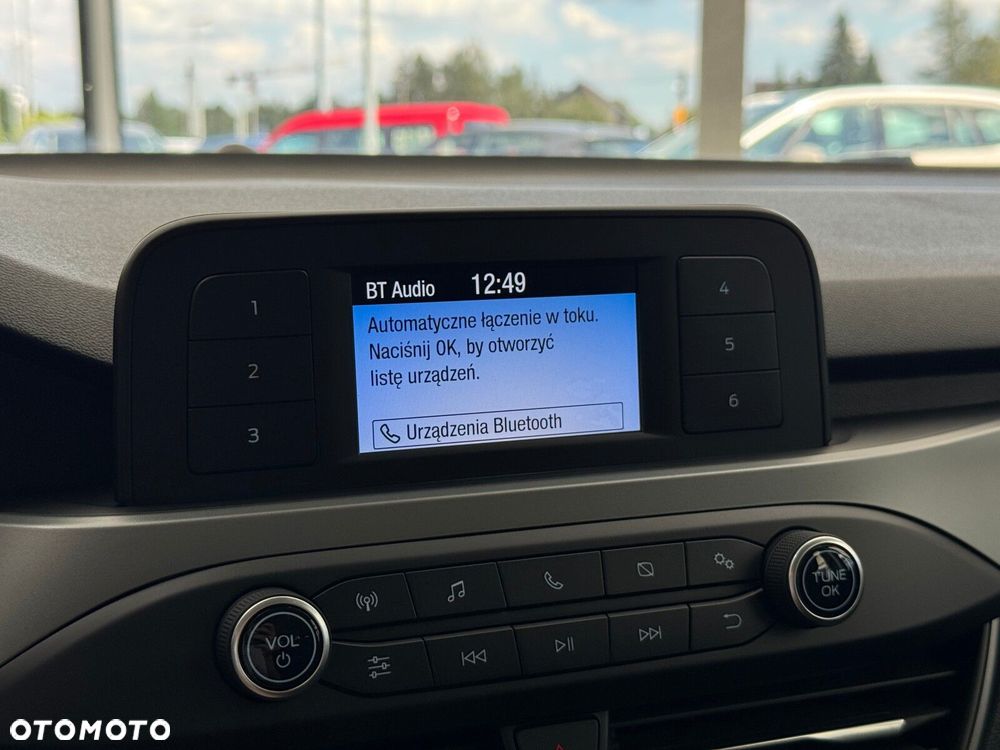 BT Audio 12:49
Automatyczne łączenie w toku.
Naciśnij OK, by otworzyć
listę urządzeń.
Urządzenia Bluetooth
1
2
3
4
5
6
VOL
TUNE
OK
OTOMOTO